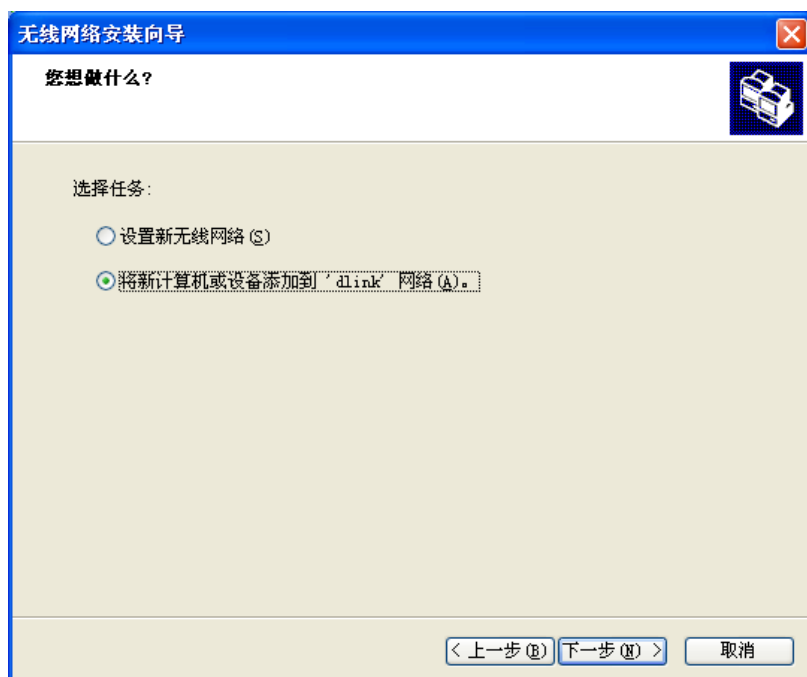 无线网络安装向导
您想做什么?
选择任务:
设置新无线网络(S)
将新计算机或设备添加到 'dlink' 网络(A)。
< 上一步(B) 下一步(N) > 取消